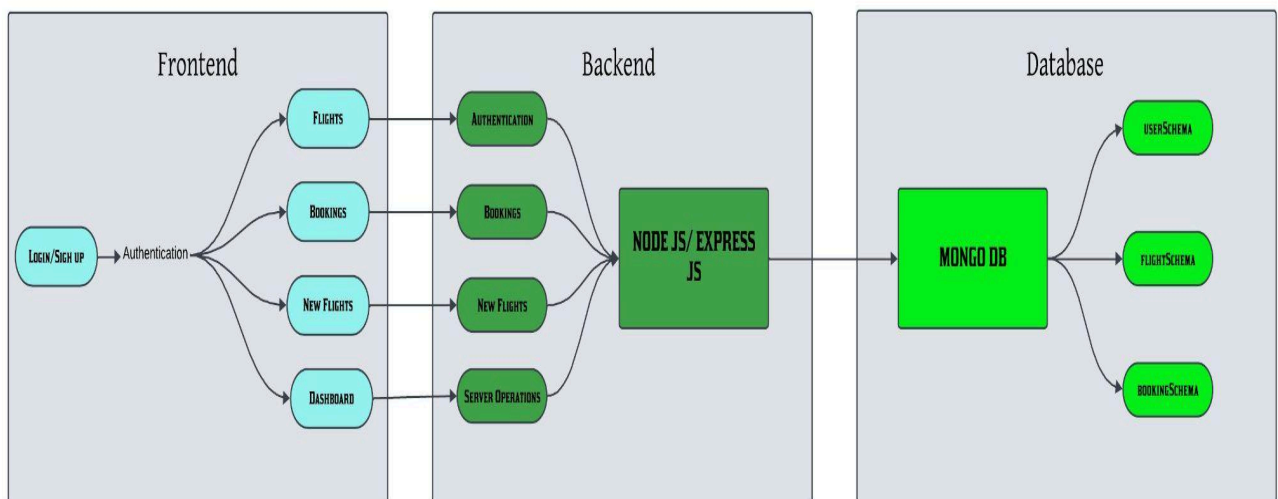 Frontend
Backend
Database
FLIGHTS
AUTHENTICATION
USERSCHEMA
BOOKINGS
BOOKINGS
LOGIN/SIGH UP
Authentication
NODE JS/ EXPRESS
JS
MONGO DB
FLIGHTSCHEMA
NEW FLIGHTS
NEW FLIGHTS
DASHBOARD
SERVER OPERATIONS
BOOKINGSCHEMA